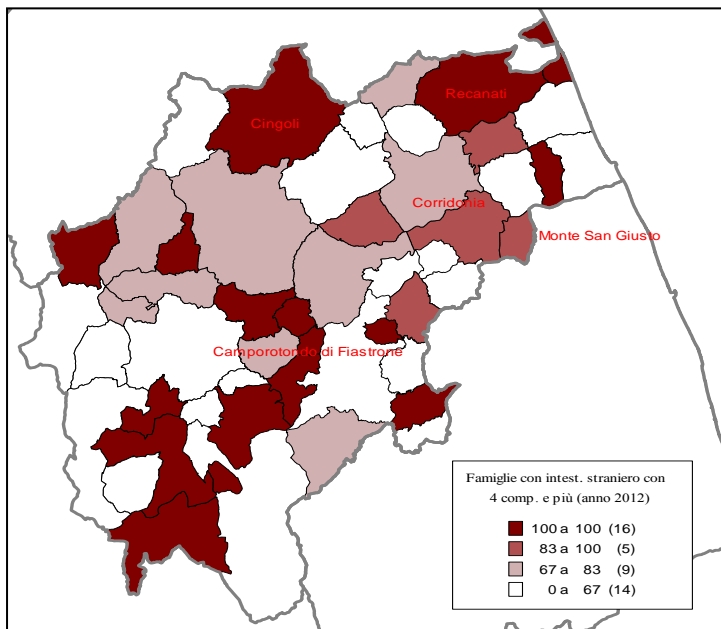 Recanati
Cingoli
Corridonia
Monte San Giusto
Camporotondo di Fiastrone
Famiglie con intest. straniero con
4 comp. e più (anno 2012)
100 a 100 (16)
83 a 100 (5)
67 a 83 (9)
0 a 67 (14)